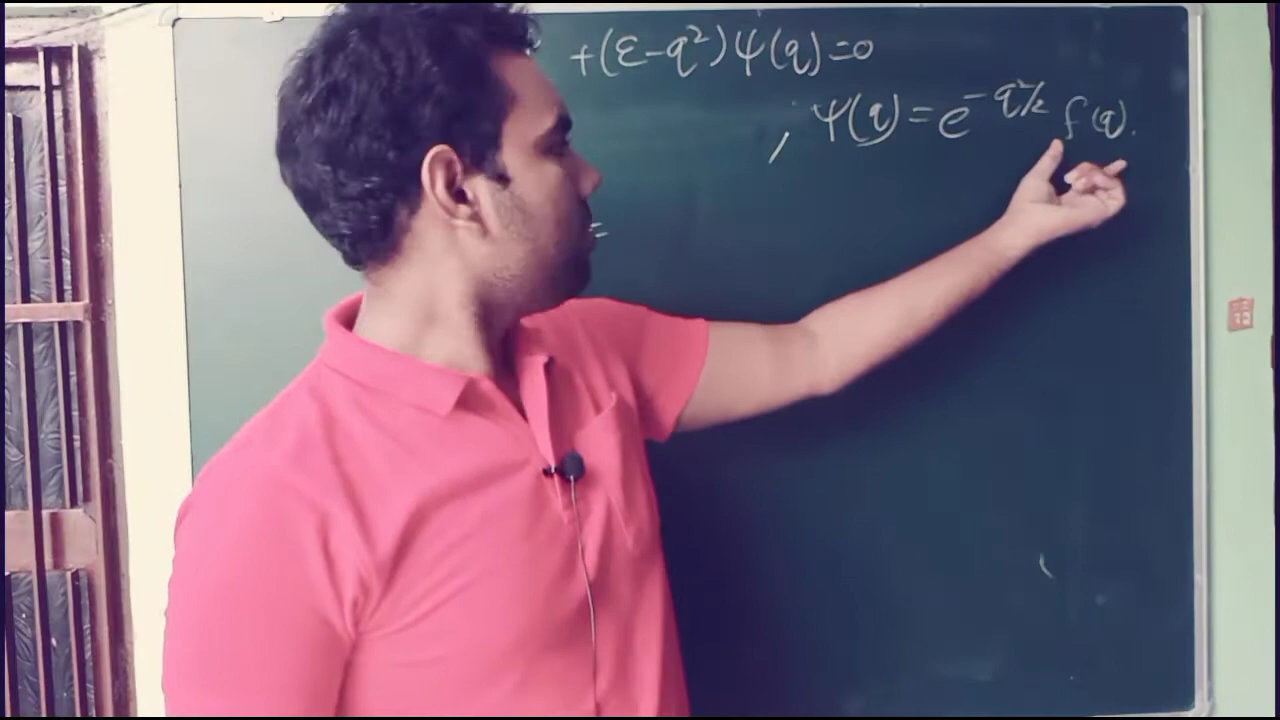 +(ε-q²)ψ(q)=0
, ψ(q) = e^{-q²/2} f(q).
=